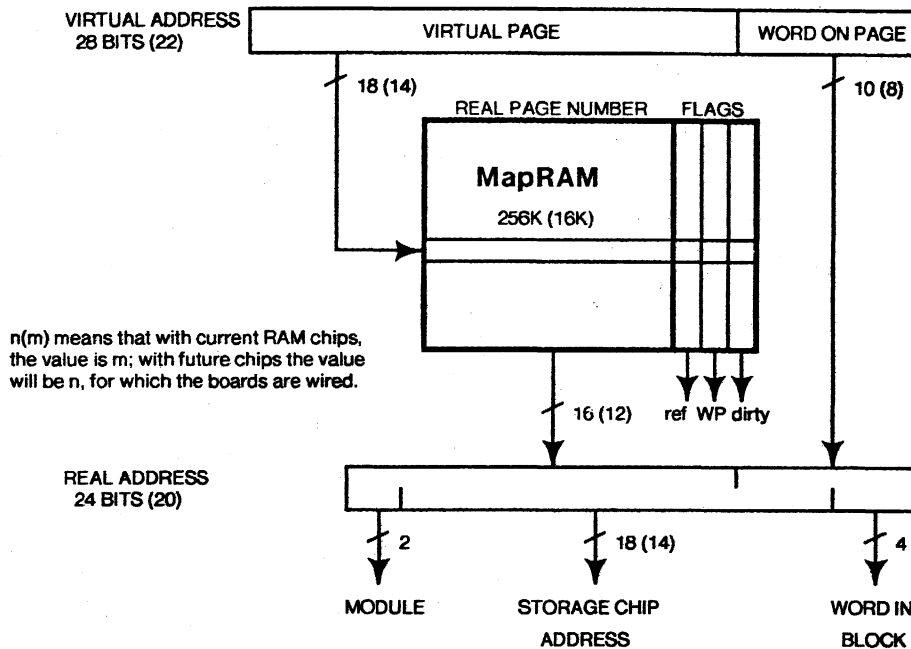 VIRTUAL ADDRESS
28 BITS (22)
VIRTUAL PAGE
WORD ON PAGE
18 (14)
10 (8)
REAL PAGE NUMBER
FLAGS
MapRAM
256K (16K)
n(m) means that with current RAM chips,
the value is m; with future chips the value
will be n, for which the boards are wired.
16 (12)
ref WP dirty
REAL ADDRESS
24 BITS (20)
2
18 (14)
4
MODULE
STORAGE CHIP
ADDRESS
WORD IN
BLOCK